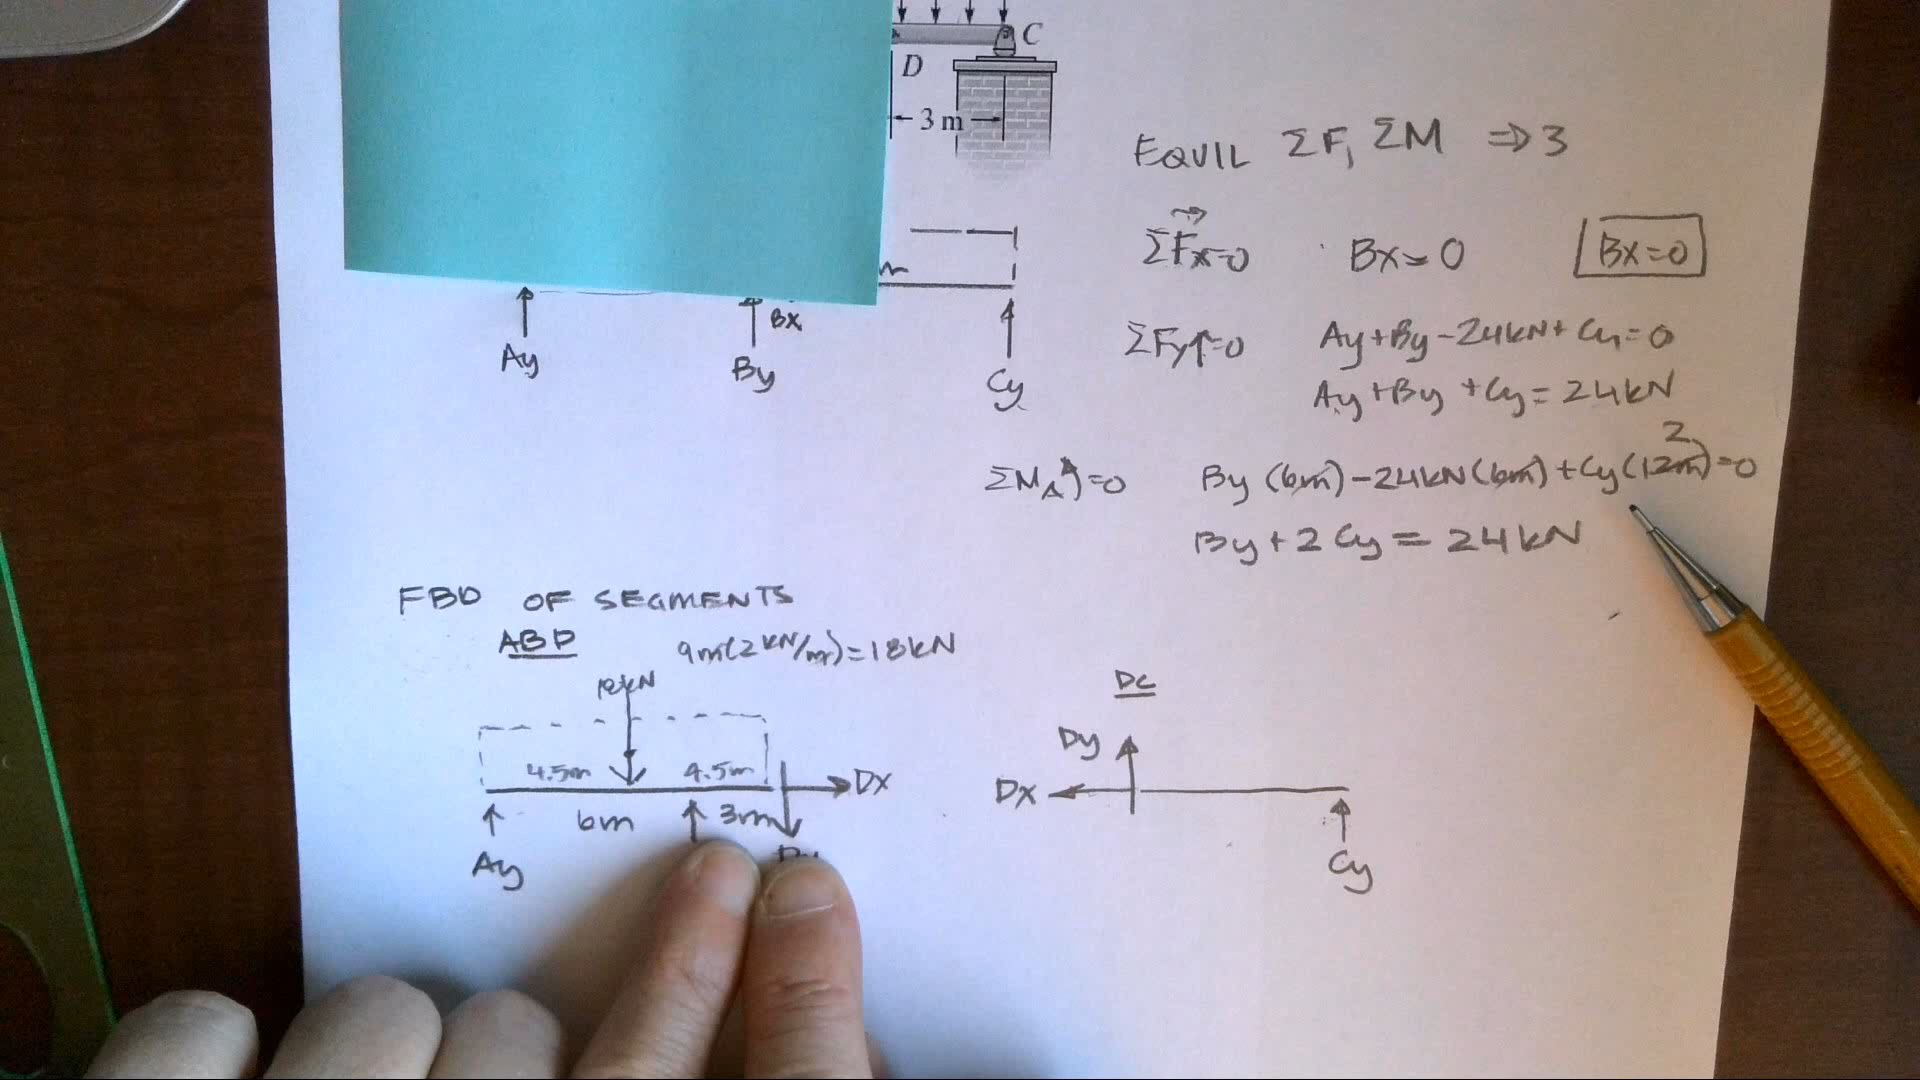 C
D
3 m
EQUIL ΣF, ΣM ⇒ 3
ΣFx=0 Bx=0 Bx=0
Bx
Ay By Cy
ΣFy↑=0 Ay+By-24kN+Cy=0
Ay+By+Cy=24kN
2
ΣMA=0 By(6m)-24kN(6m)+Cy(12m)=0
By+2Cy=24kN
FBD OF SEGMENTS
ABD 9m(2kN/m)=18kN
18kN
DC
Dy
4.5m 4.5m Dx
Dx
6m 3m
Ay Cy